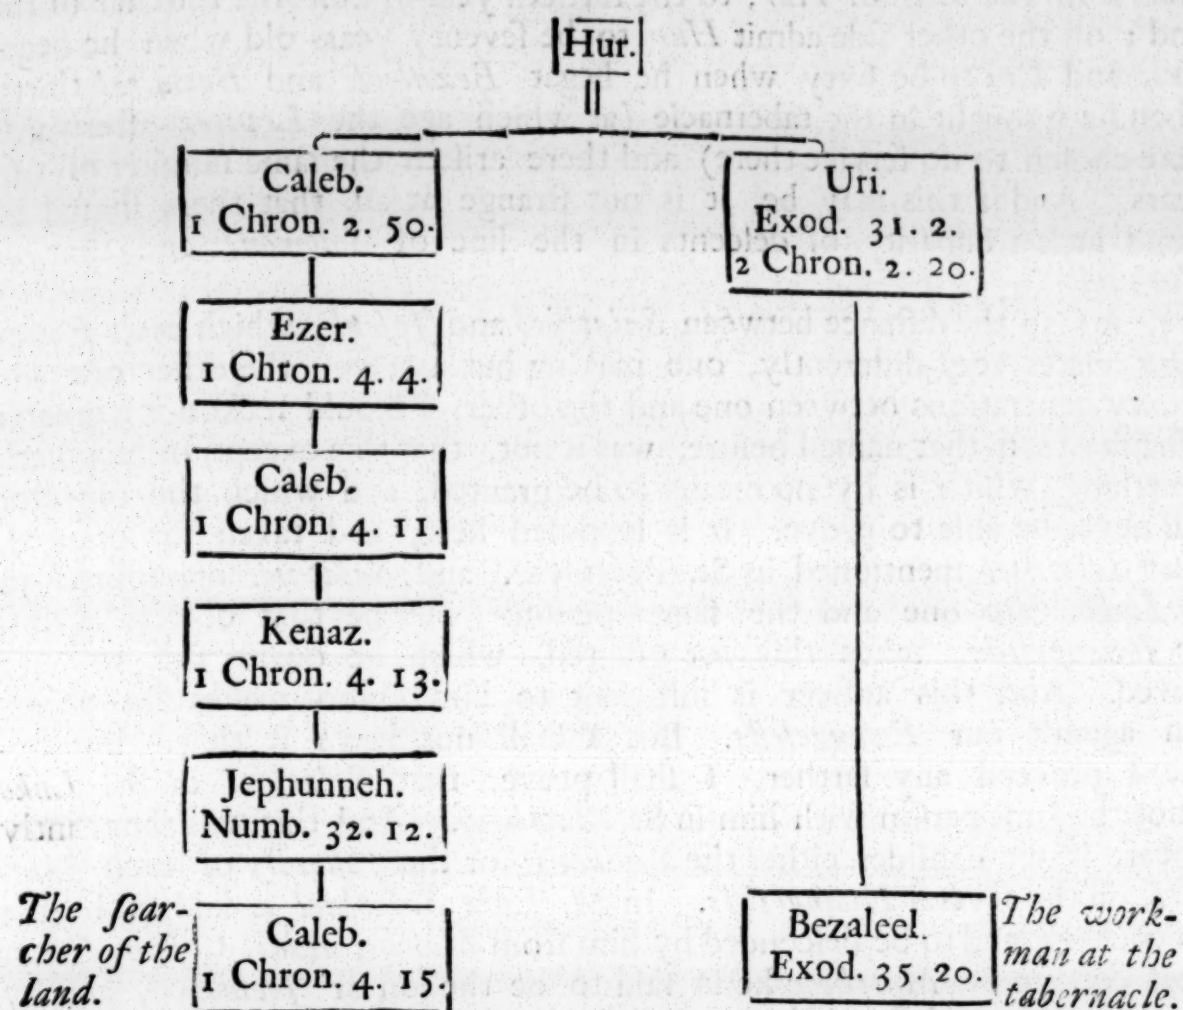 Hur.
Caleb.
1 Chron. 2. 50.
Uri.
Exod. 31. 2.
2 Chron. 2. 20.
Ezer.
1 Chron. 4. 4.
Caleb.
1 Chron. 4. 11.
Kenaz.
1 Chron. 4. 13.
Jephunneh.
Numb. 32. 12.
The ſear-
cher of the
land.
Caleb.
1 Chron. 4. 15.
Bezaleel.
Exod. 35. 20.
The work-
man at the
tabernacle.